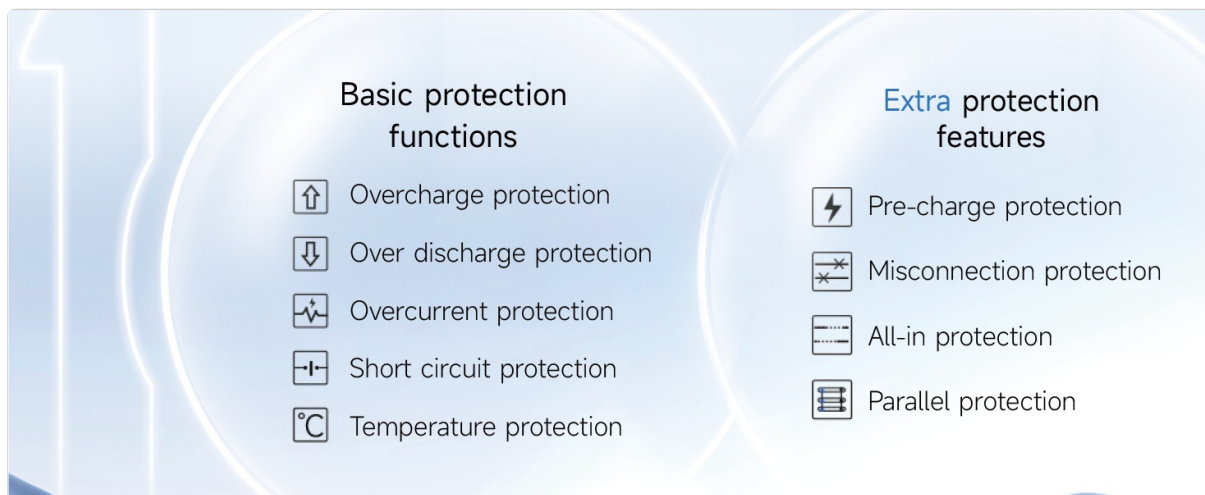 Basic protection
functions
Overcharge protection
Over discharge protection
Overcurrent protection
Short circuit protection
°C Temperature protection
Extra protection
features
Pre-charge protection
Misconnection protection
All-in protection
Parallel protection